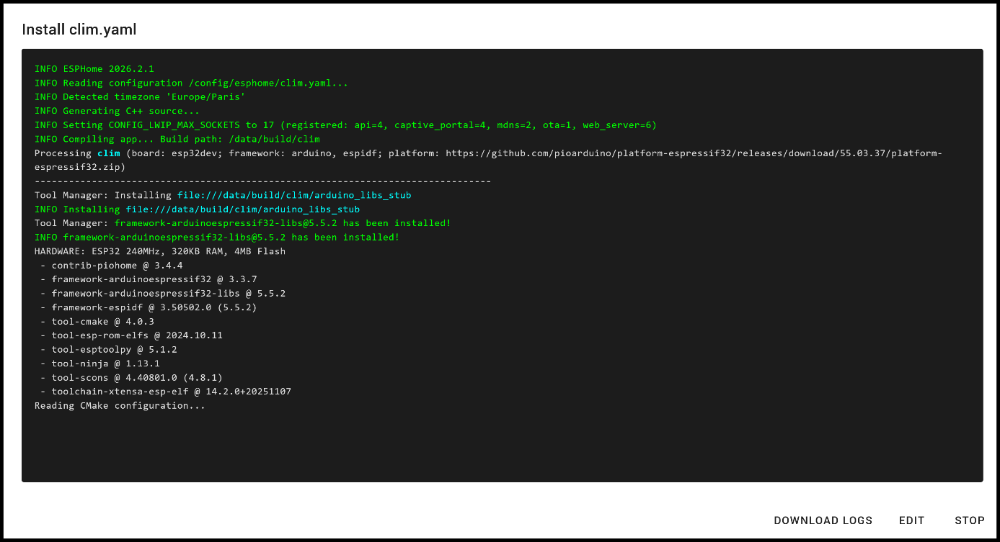 Install clim.yaml
INFO ESPHome 2026.2.1
INFO Reading configuration /config/esphome/clim.yaml...
INFO Detected timezone 'Europe/Paris'
INFO Generating C++ source...
INFO Setting CONFIG_LWIP_MAX_SOCKETS to 17 (registered: api=4, captive_portal=4, mdns=2, ota=1, web_server=6)
INFO Compiling app... Build path: /data/build/clim
Processing clim (board: esp32dev; framework: arduino, espidf; platform: https://github.com/pioarduino/platform-espressif32/releases/download/55.03.37/platform-
espressif32.zip)
--------------------------------------------------------------------------------
Tool Manager: Installing file:///data/build/clim/arduino_libs_stub
INFO Installing file:///data/build/clim/arduino_libs_stub
Tool Manager: framework-arduinoespressif32-libs@5.5.2 has been installed!
INFO framework-arduinoespressif32-libs@5.5.2 has been installed!
HARDWARE: ESP32 240MHz, 320KB RAM, 4MB Flash
 - contrib-piohome @ 3.4.4
 - framework-arduinoespressif32 @ 3.3.7
 - framework-arduinoespressif32-libs @ 5.5.2
 - framework-espidf @ 3.50502.0 (5.5.2)
 - tool-cmake @ 4.0.3
 - tool-esp-rom-elfs @ 2024.10.11
 - tool-esptoolpy @ 5.1.2
 - tool-ninja @ 1.13.1
 - tool-scons @ 4.40801.0 (4.8.1)
 - toolchain-xtensa-esp-elf @ 14.2.0+20251107
Reading CMake configuration...
DOWNLOAD LOGS EDIT STOP